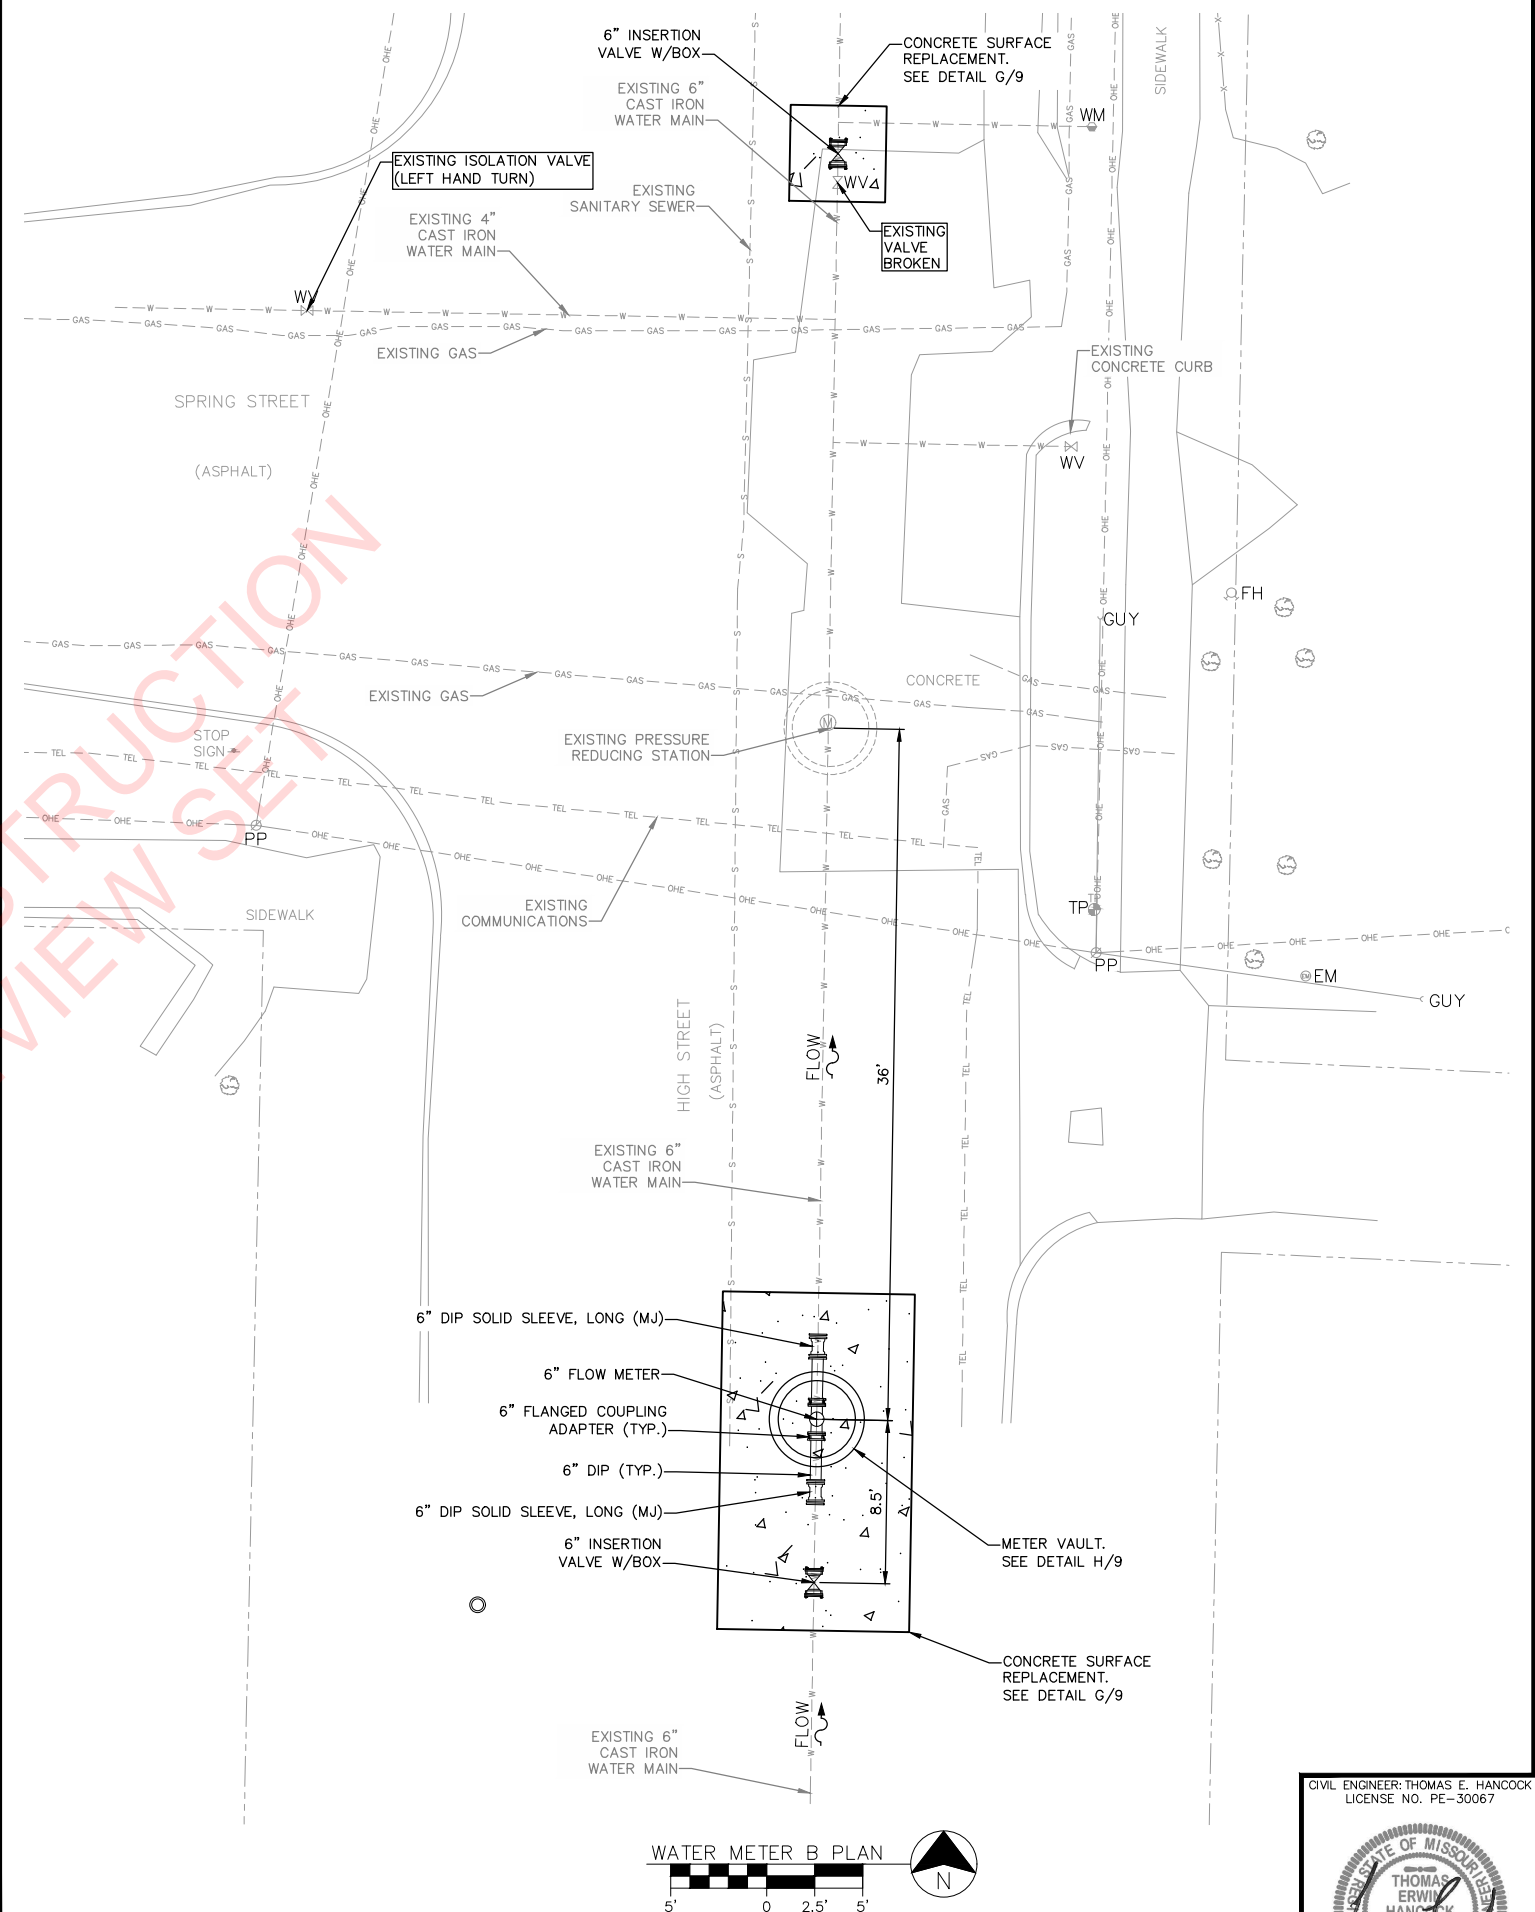 6” INSERTION
VALVE W/BOX
CONCRETE SURFACE
REPLACEMENT.
SEE DETAIL G/9
SIDEWALK
EXISTING 6”
CAST IRON
WATER MAIN
WM
EXISTING ISOLATION VALVE
(LEFT HAND TURN)
EXISTING
SANITARY SEWER
WV
EXISTING 4”
CAST IRON
WATER MAIN
EXISTING
VALVE
BROKEN
WV
EXISTING GAS
EXISTING
CONCRETE CURB
SPRING STREET
(ASPHALT)
WV
FH
GUY
CONCRETE
EXISTING GAS
STOP
SIGN
EXISTING PRESSURE
REDUCING STATION
M
PP
TP
SIDEWALK
EXISTING
COMMUNICATIONS
PP
EM
GUY
HIGH STREET
(ASPHALT)
FLOW
36’
EXISTING 6”
CAST IRON
WATER MAIN
6” DIP SOLID SLEEVE, LONG (MJ)
6” FLOW METER
6” FLANGED COUPLING
ADAPTER (TYP.)
6” DIP (TYP.)
6” DIP SOLID SLEEVE, LONG (MJ)
8.5’
6” INSERTION
VALVE W/BOX
METER VAULT.
SEE DETAIL H/9
CONCRETE SURFACE
REPLACEMENT.
SEE DETAIL G/9
FLOW
EXISTING 6”
CAST IRON
WATER MAIN
WATER METER B PLAN
5’ 0 2.5’ 5’
N
CIVIL ENGINEER: THOMAS E. HANCOCK
LICENSE NO. PE-30067
STATE OF MISSOURI
THOMAS
ERWIN
HANCOCK